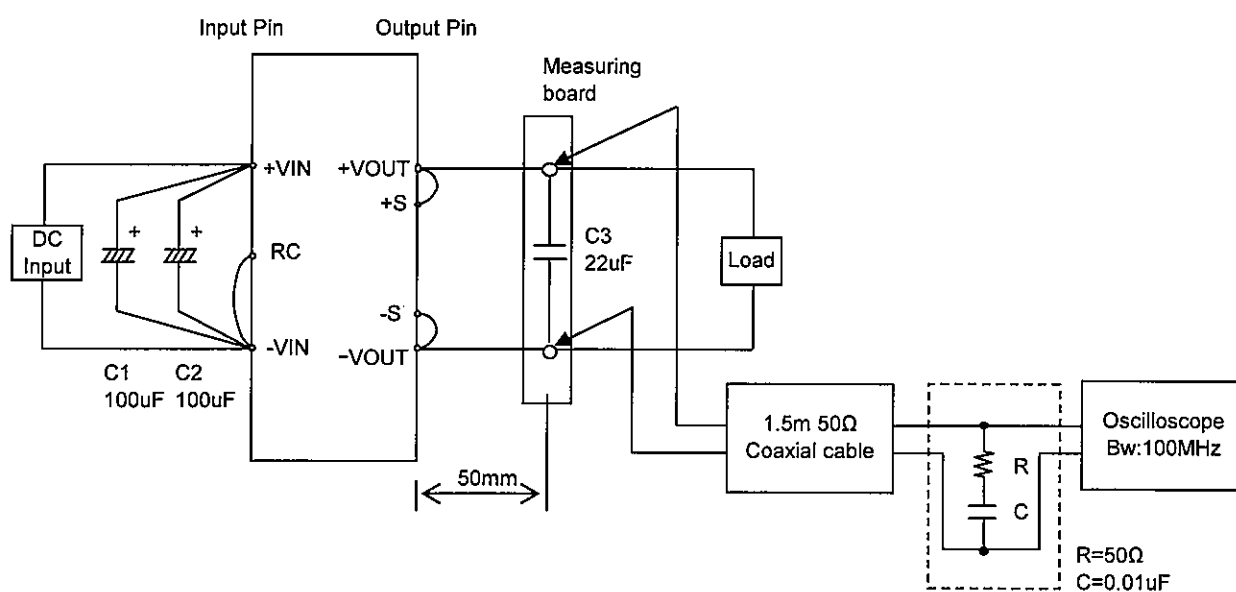 Input Pin
Output Pin
Measuring
board
+VIN
+VOUT
+S
DC
Input
+
+
RC
C3
22uF
Load
-S
-VIN
−VOUT
C1
100uF
C2
100uF
50mm
1.5m 50Ω
Coaxial cable
R
C
Oscilloscope
Bw:100MHz
R=50Ω
C=0.01uF